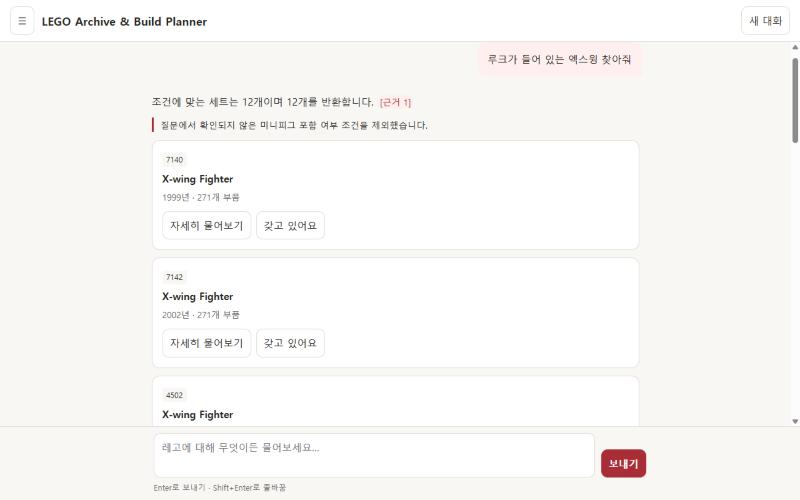 ☰ LEGO Archive & Build Planner 새 대화
루크가 들어 있는 엑스윙 찾아줘
조건에 맞는 세트는 12개이며 12개를 반환합니다. [근거 1]
질문에서 확인되지 않은 미니피그 포함 여부 조건을 제외했습니다.
7140
X-wing Fighter
1999년 · 271개 부품
자세히 물어보기 갖고 있어요
7142
X-wing Fighter
2002년 · 271개 부품
자세히 물어보기 갖고 있어요
4502
X-wing Fighter
레고에 대해 무엇이든 물어보세요...
보내기
Enter로 보내기 · Shift+Enter로 줄바꿈